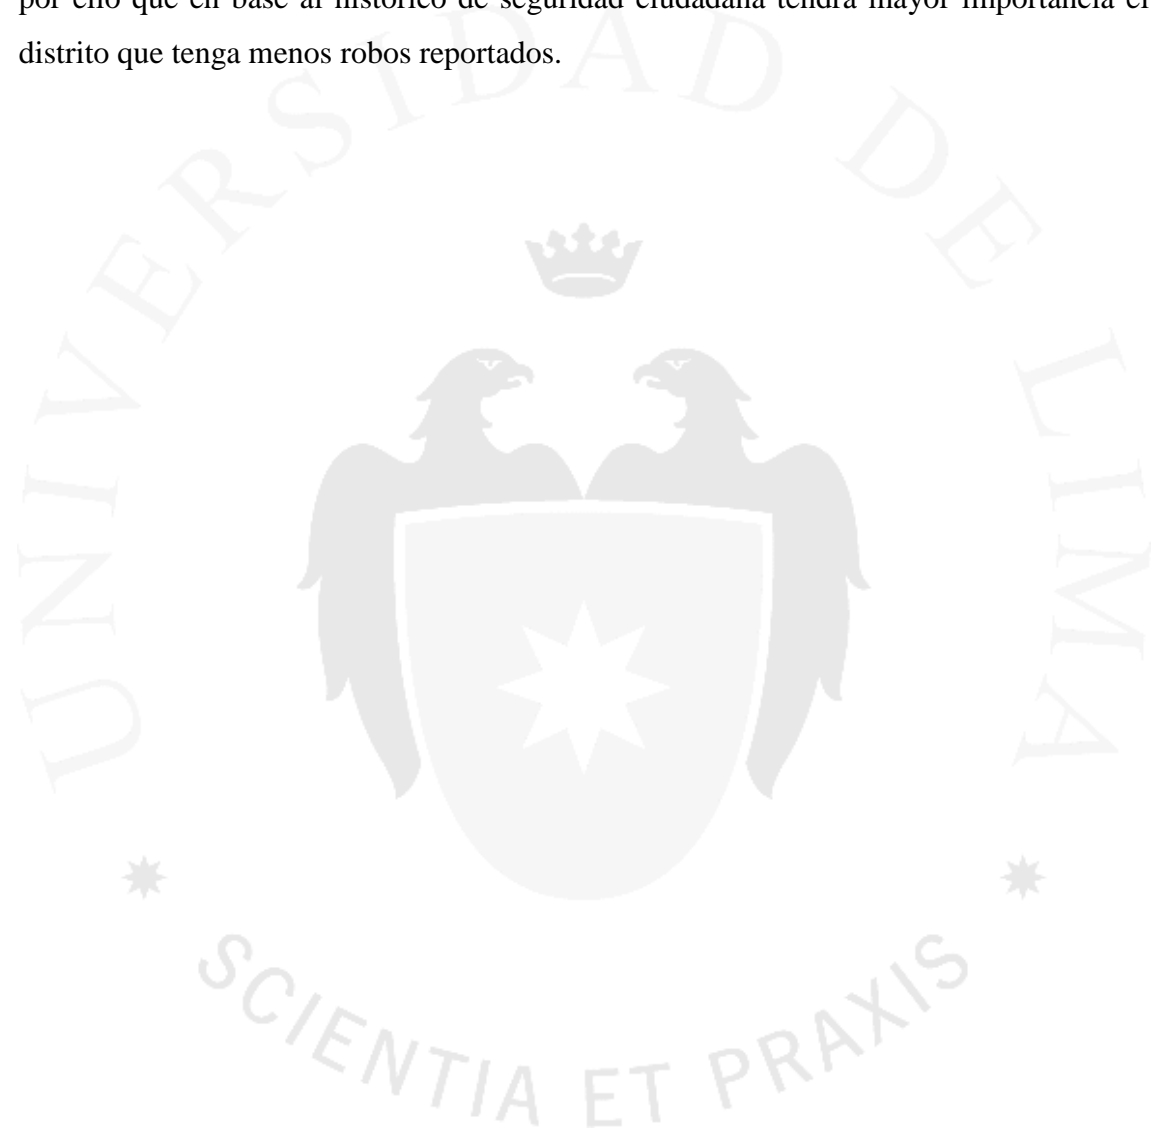 por ello que en base al histórico de seguridad ciudadana tendrá mayor importancia el
distrito que tenga menos robos reportados.
UNIVERSIDAD DE LIMA
SCIENTIA ET PRAXIS